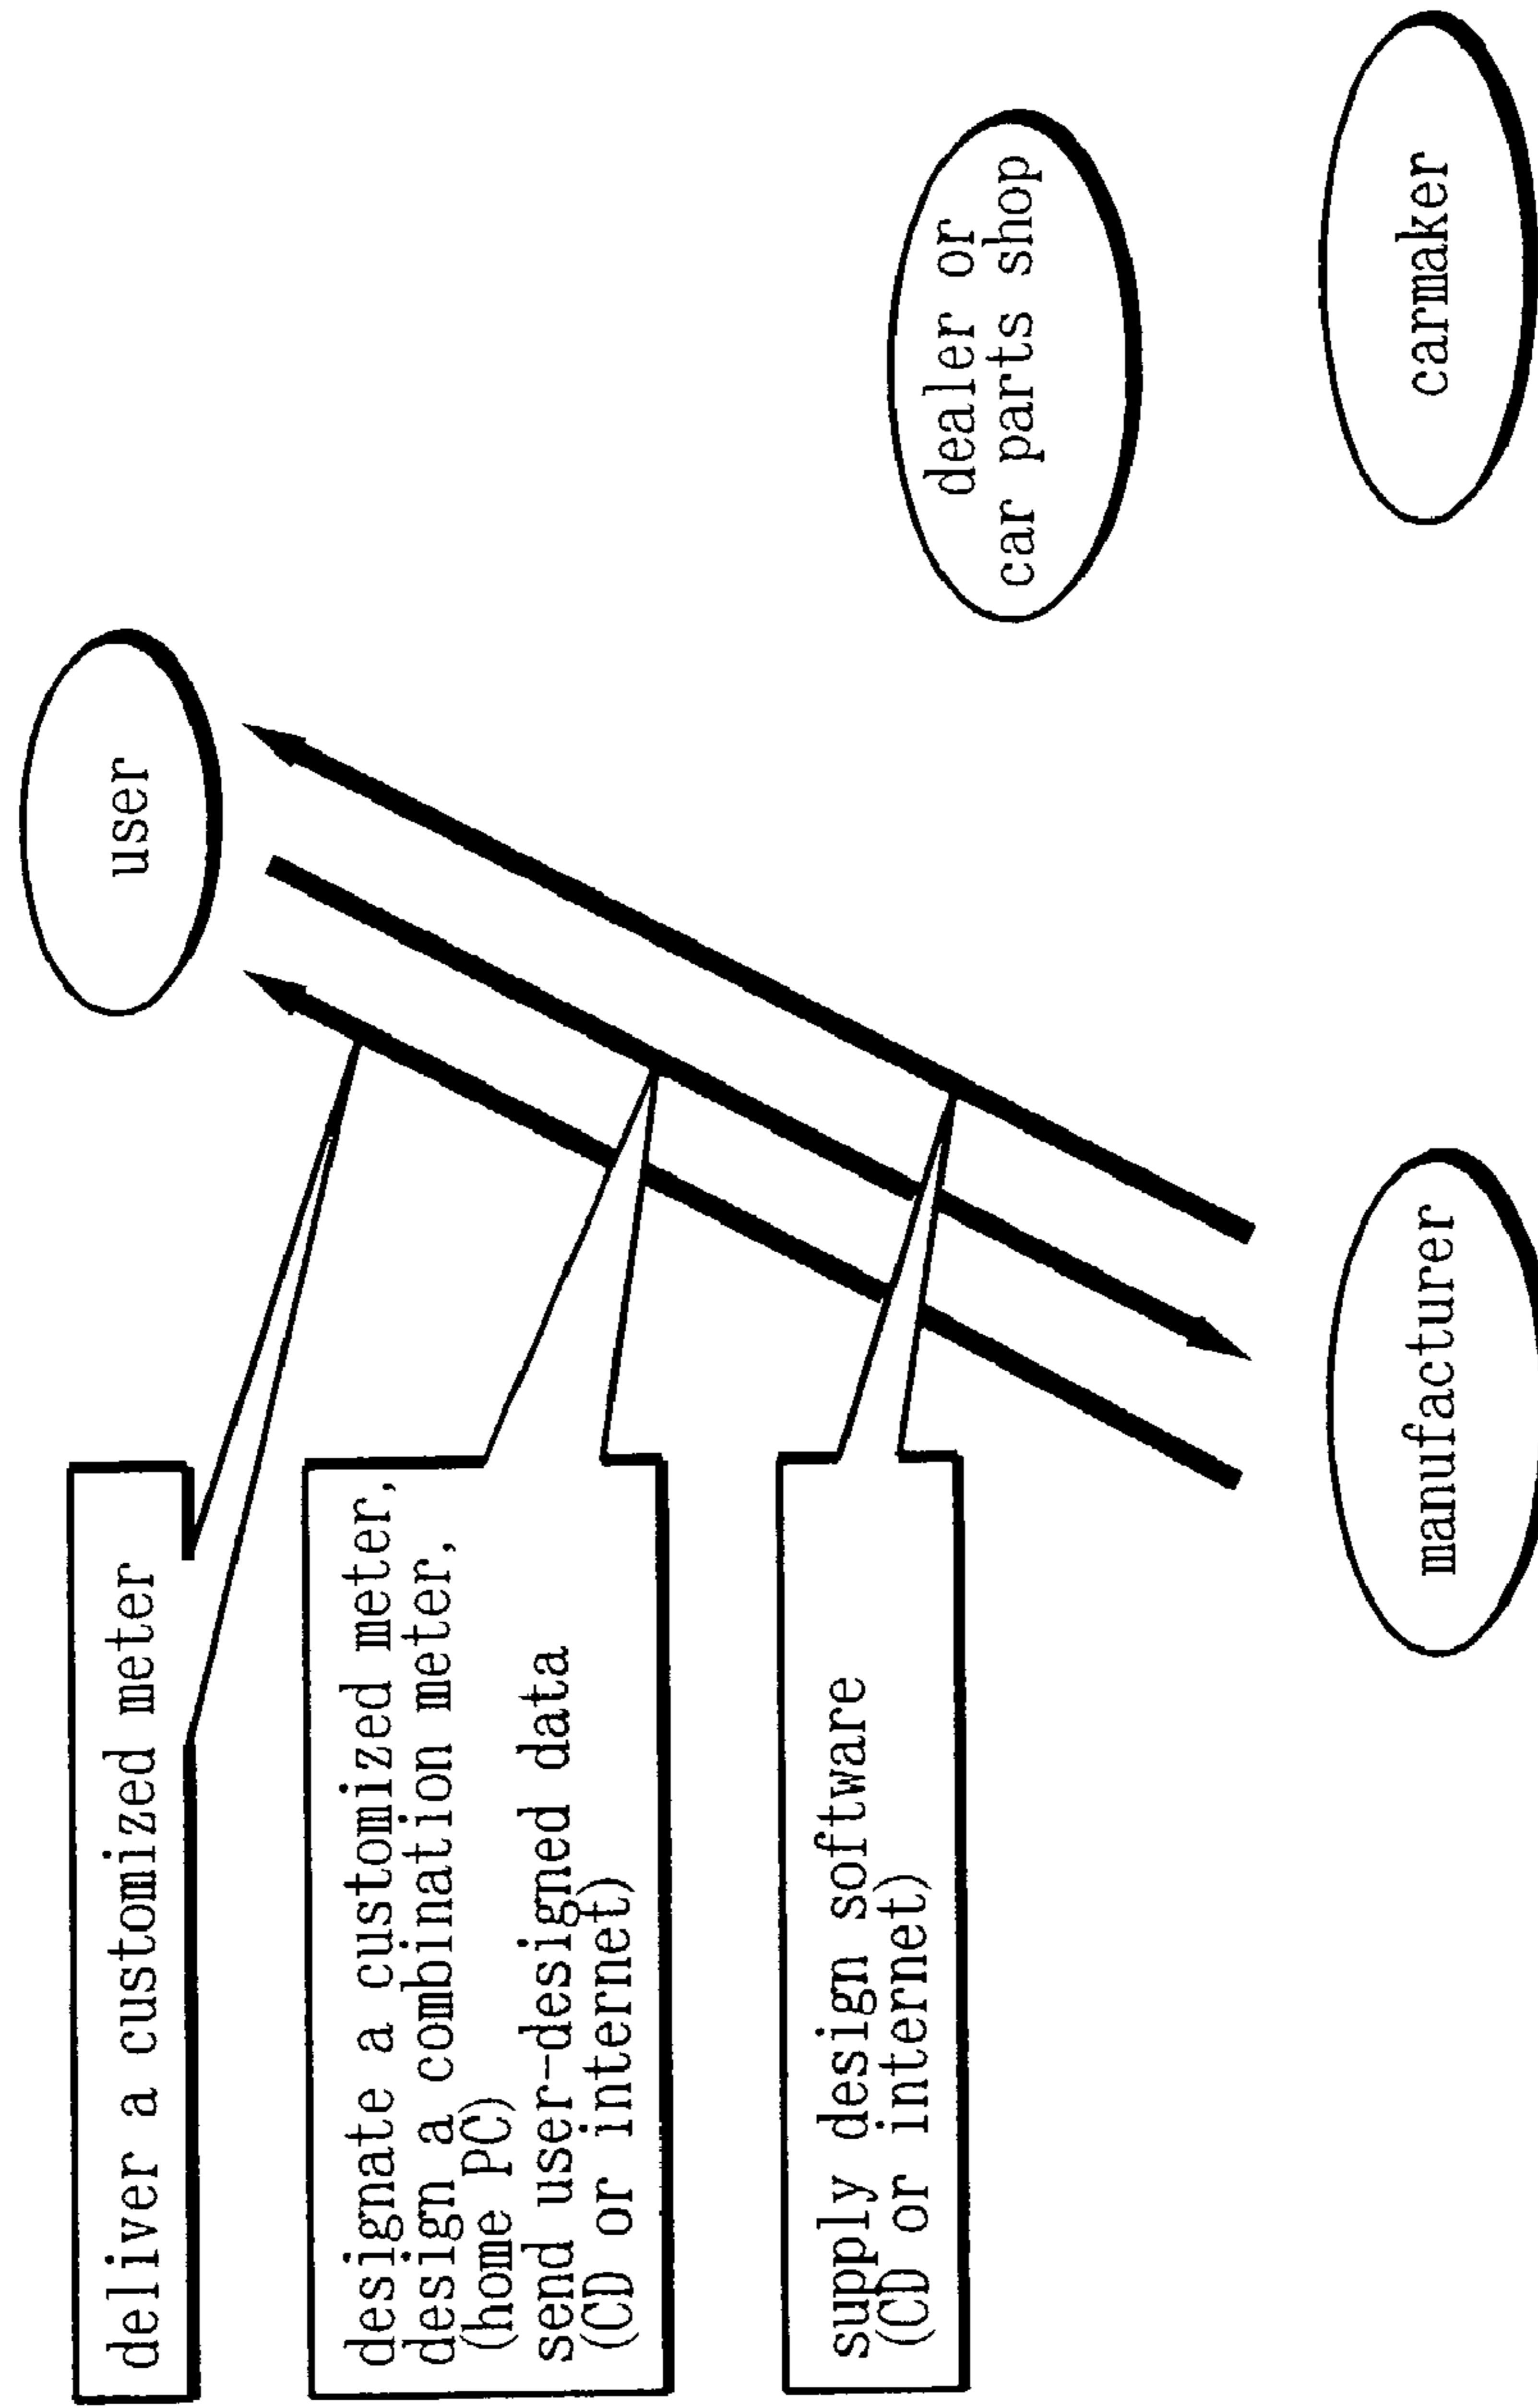 deliver a customized meter
designate a customized meter,
design a combination meter,
(home PC)
send user-designed data
(CD or internet)
supply design software
(CD or internet)
user
manufacturer
dealer or
car parts shop
carmaker